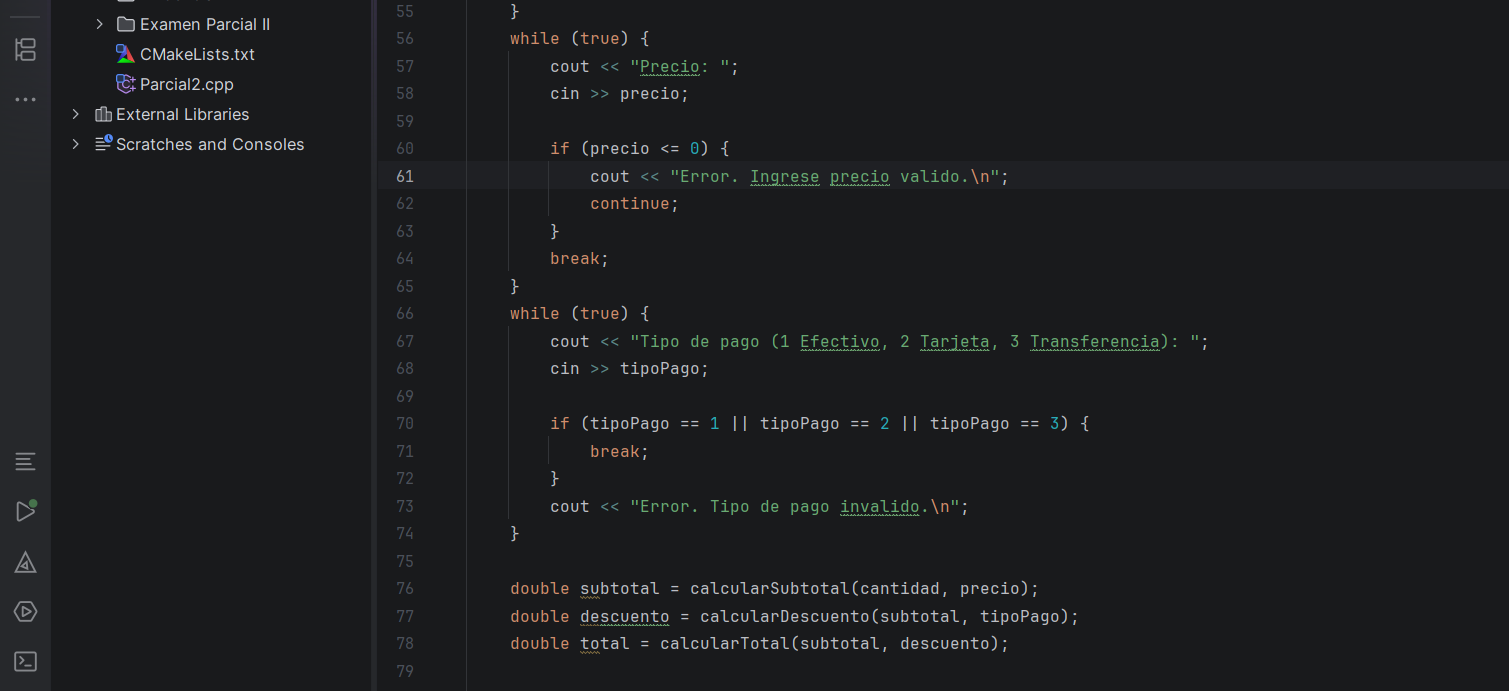 Examen Parcial II
CMakeLists.txt
Parcial2.cpp
External Libraries
Scratches and Consoles
55 }
56 while (true) {
57 cout << "Precio: ";
58 cin >> precio;
59
60 if (precio <= 0) {
61 cout << "Error. Ingrese precio valido.\n";
62 continue;
63 }
64 break;
65 }
66 while (true) {
67 cout << "Tipo de pago (1 Efectivo, 2 Tarjeta, 3 Transferencia): ";
68 cin >> tipoPago;
69
70 if (tipoPago == 1 || tipoPago == 2 || tipoPago == 3) {
71 break;
72 }
73 cout << "Error. Tipo de pago invalido.\n";
74 }
75
76 double subtotal = calcularSubtotal(cantidad, precio);
77 double descuento = calcularDescuento(subtotal, tipoPago);
78 double total = calcularTotal(subtotal, descuento);
79